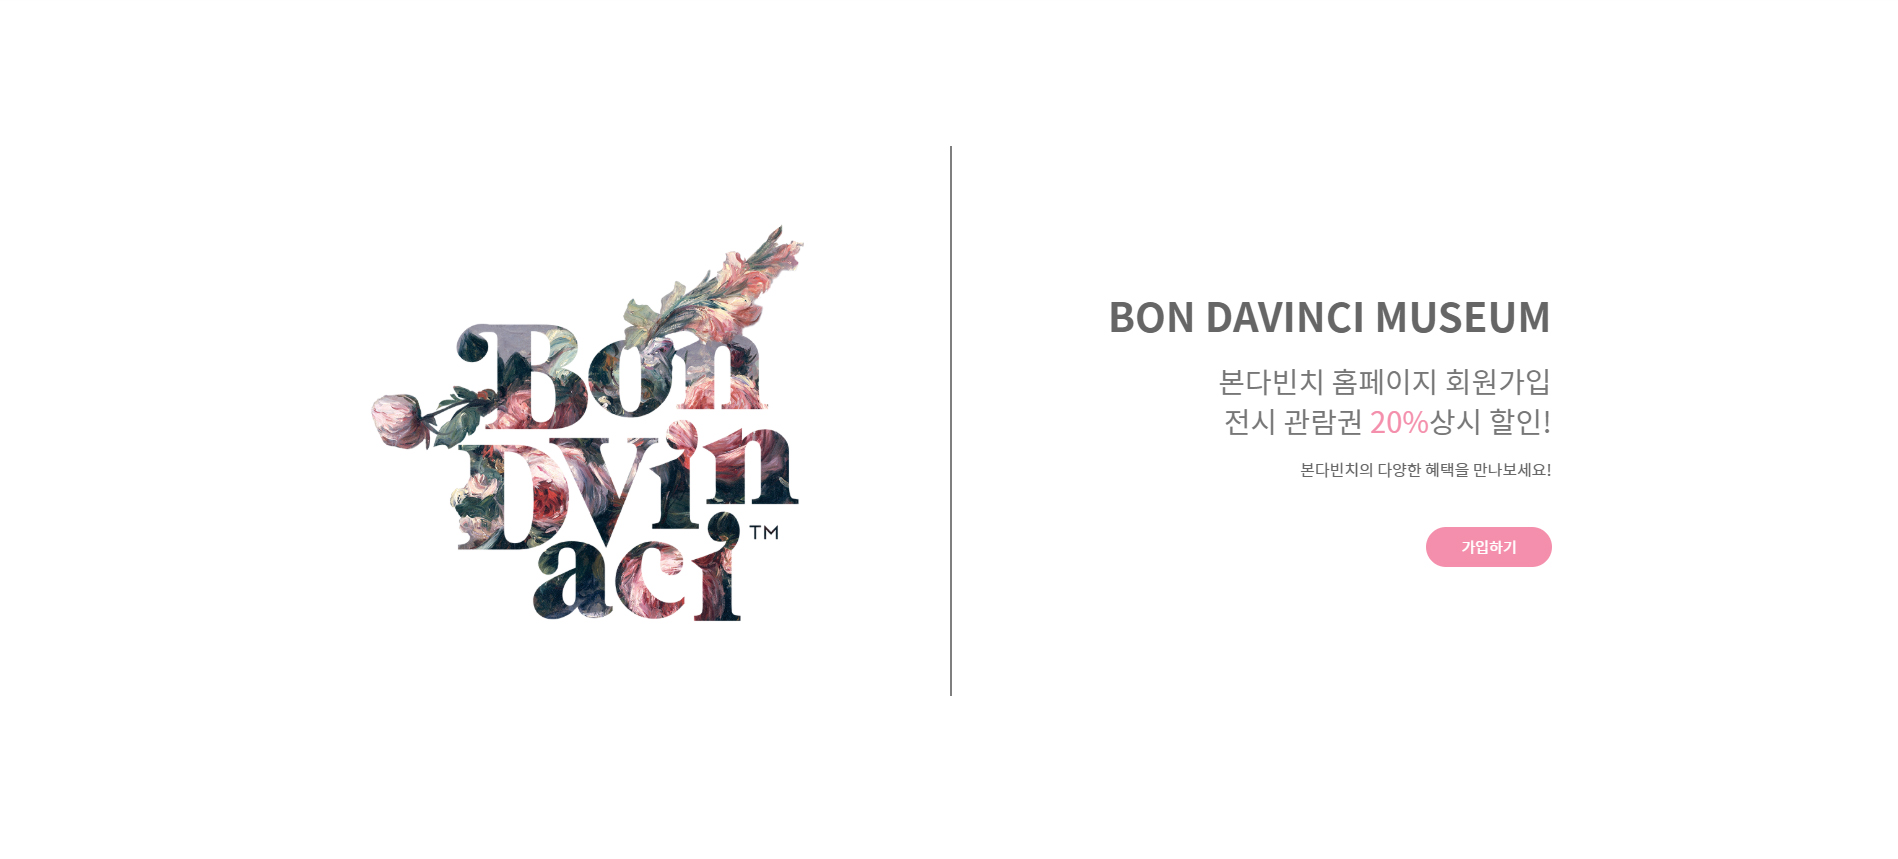 Bon
Dvin
aci
TM
BON DAVINCI MUSEUM
본다빈치 홈페이지 회원가입
전시 관람권 20%상시 할인!
본다빈치의 다양한 혜택을 만나보세요!
가입하기